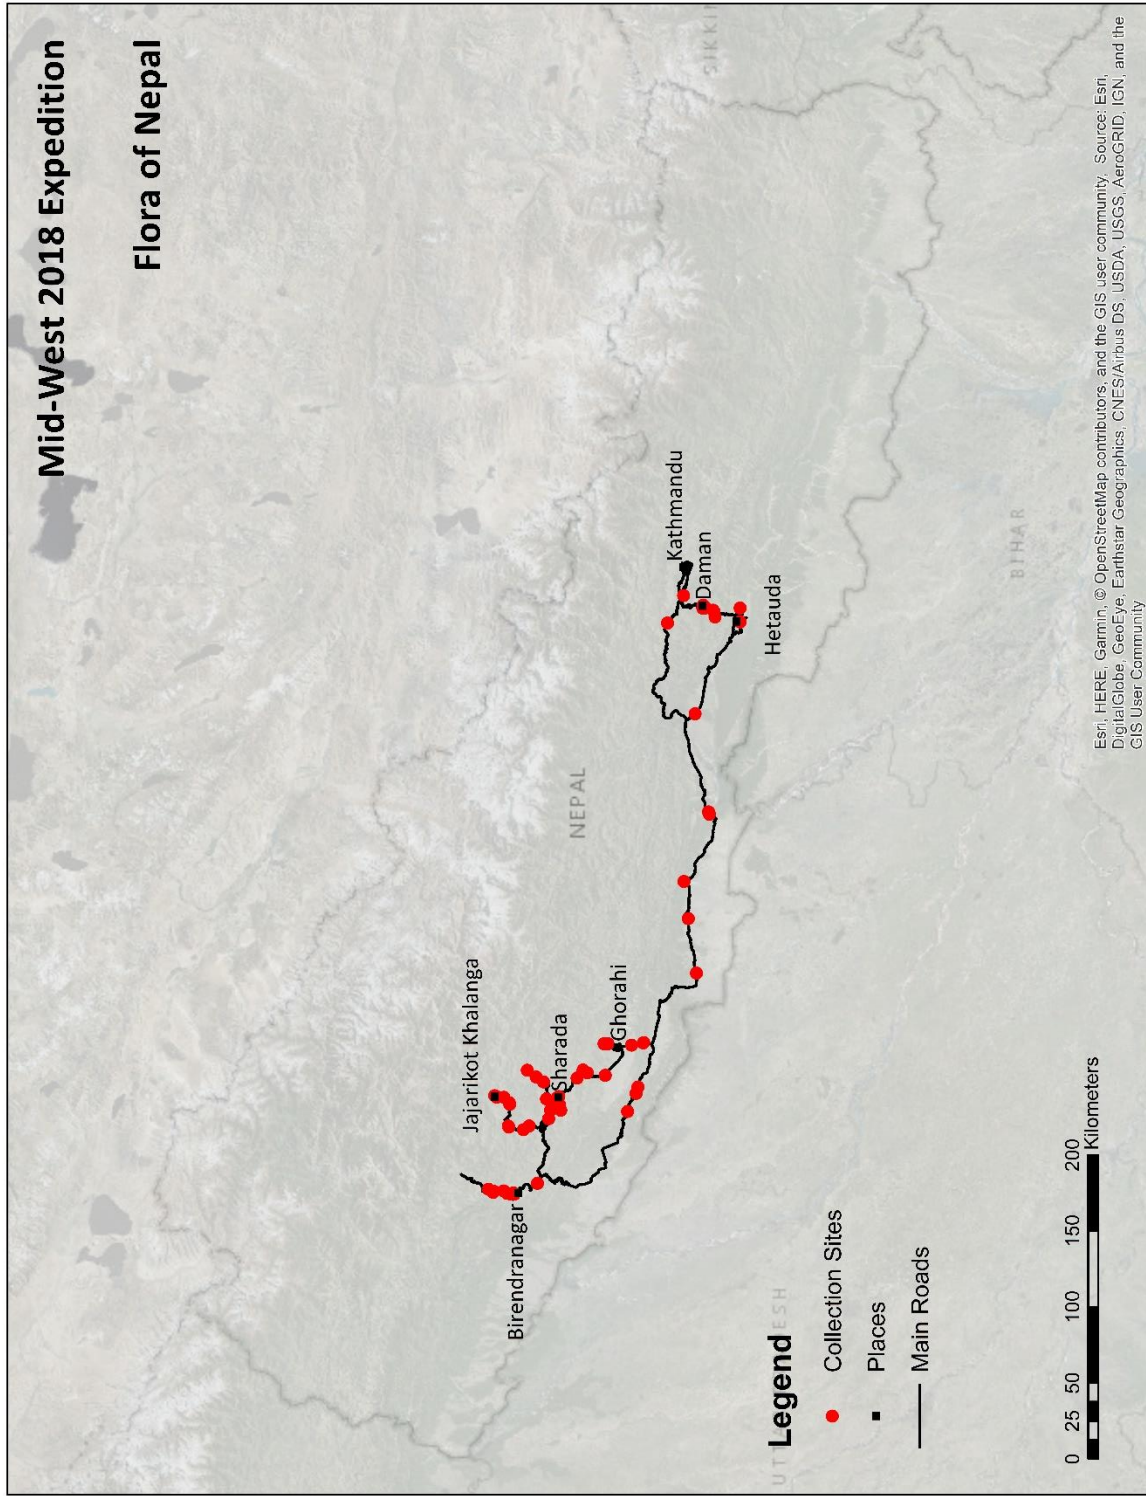 Mid-West 2018 Expedition
Flora of Nepal
SIKKIM
NEPAL
Jajarikot Khalanga
Birendranagar
Sharada
Ghorahi
Kathmandu
Daman
Hetauda
BIHAR
Legend
Collection Sites
Places
Main Roads
0 25 50 100 150 200
Kilometers
Esri, HERE, Garmin, © OpenStreetMap contributors, and the GIS user community, Source: Esri,
DigitalGlobe, GeoEye, Earthstar Geographics, CNES/Airbus DS, USDA, USGS, AeroGRID, IGN, and the
GIS User Community